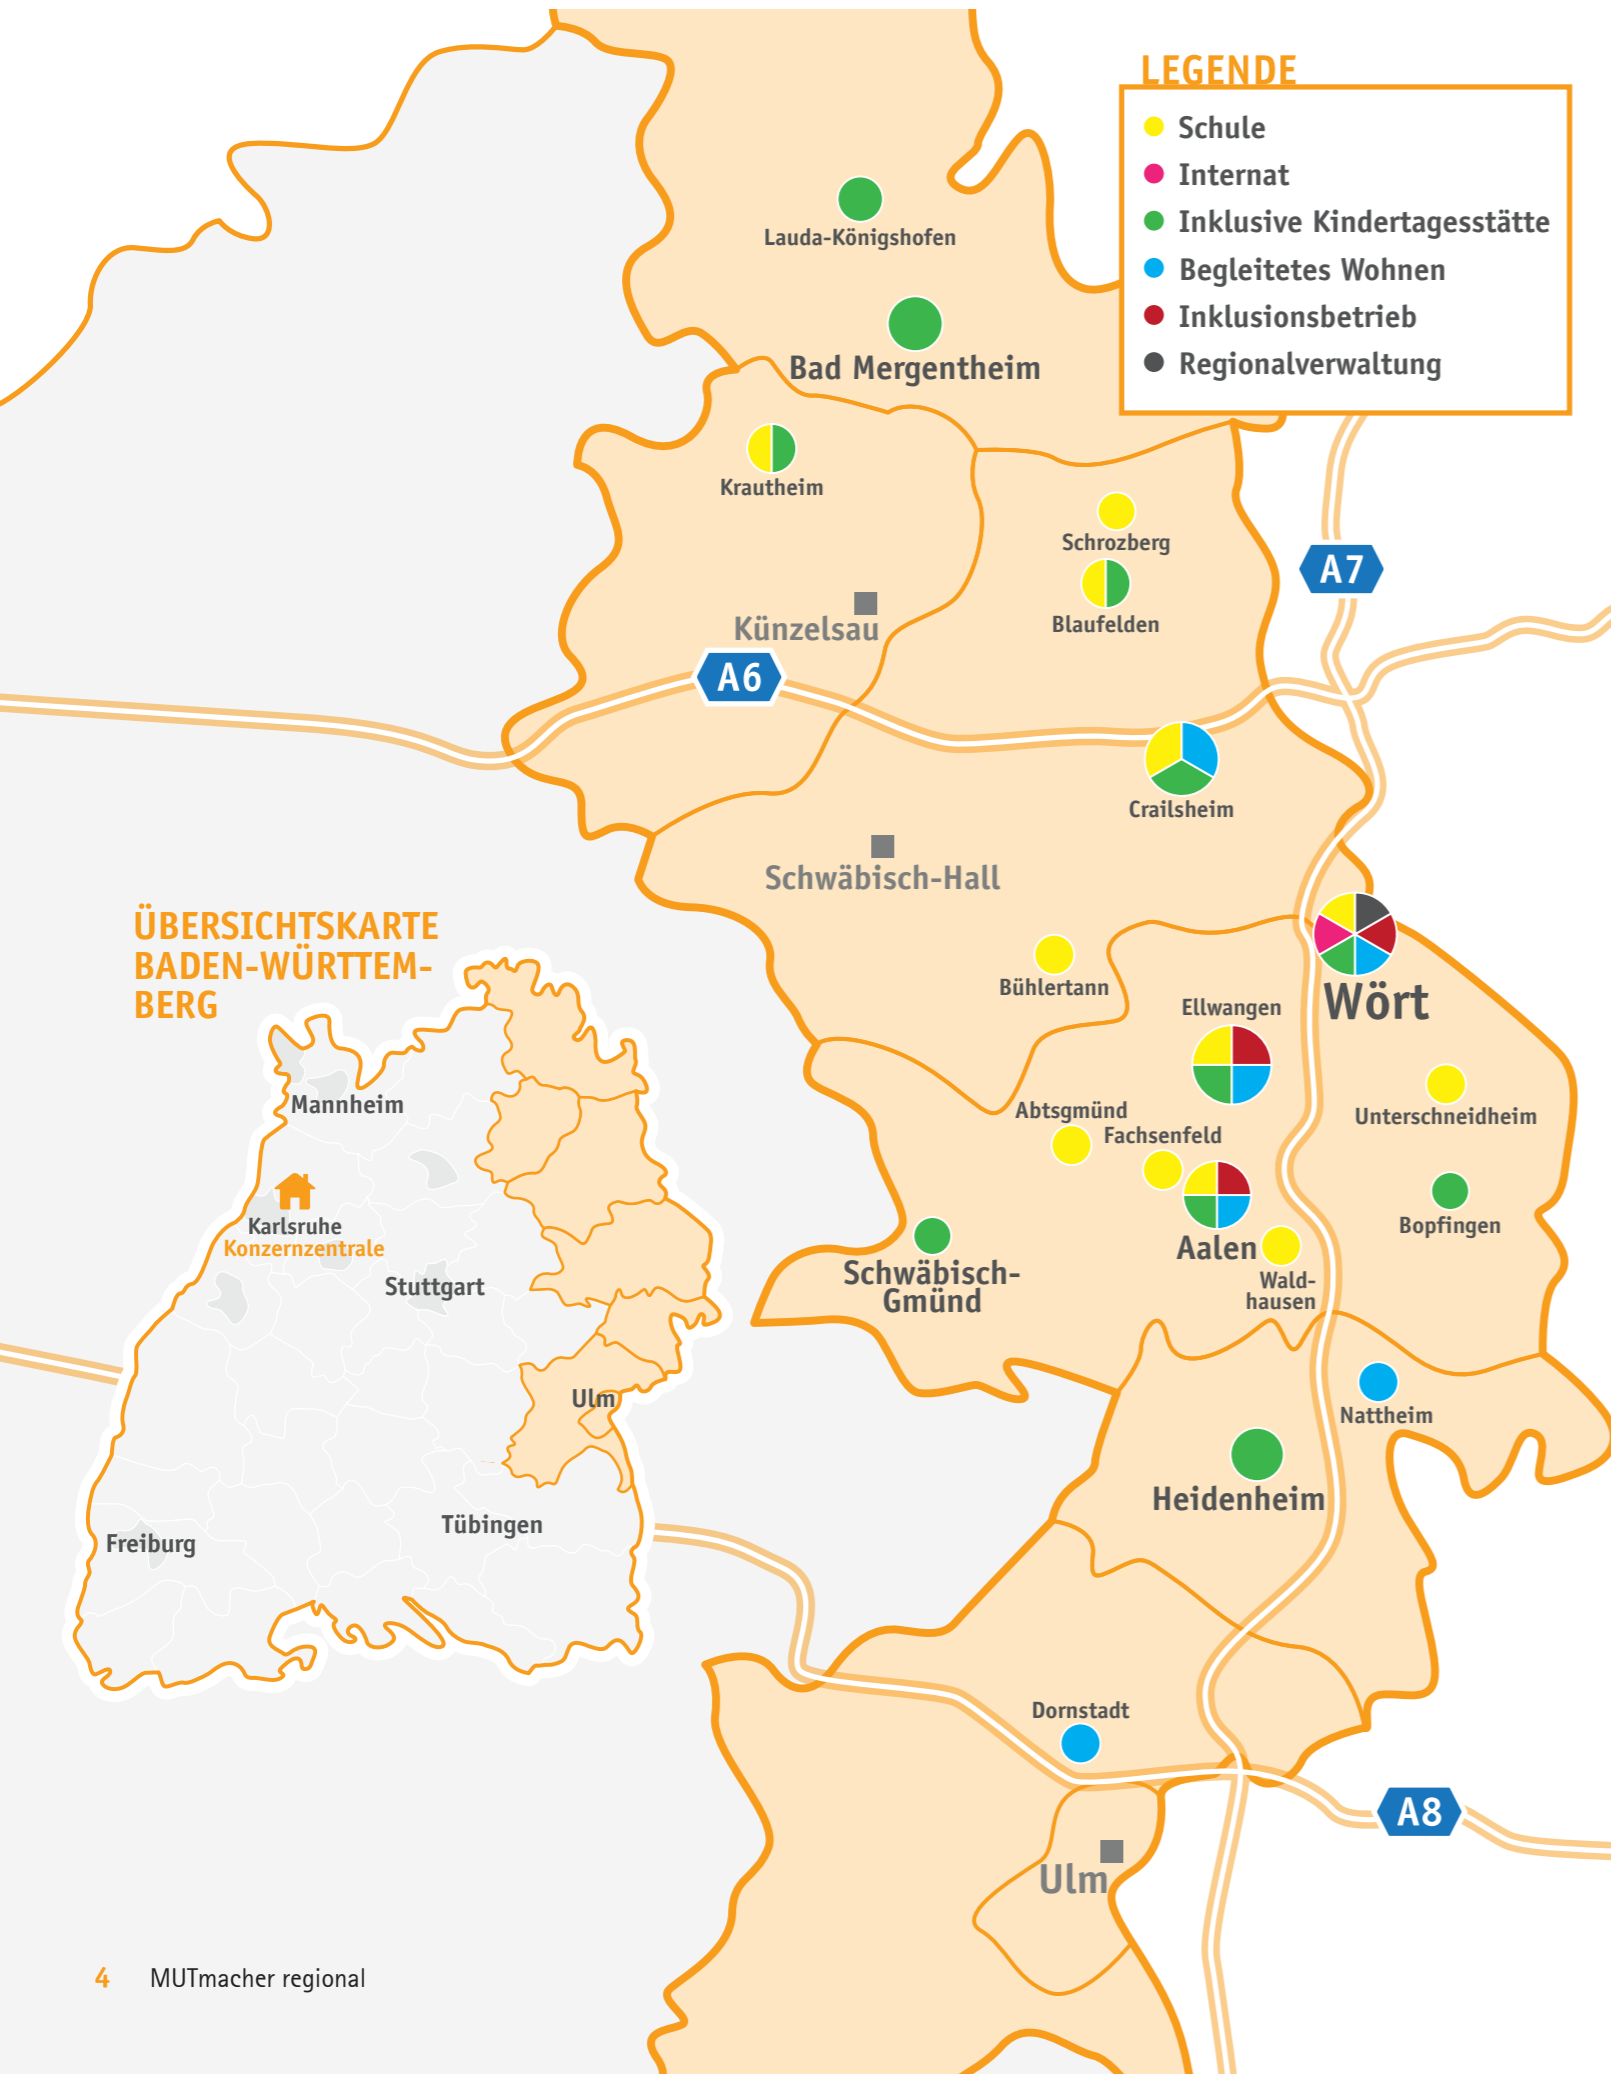 LEGENDE
Schule
Internat
Inklusive Kindertagesstätte
Begleitetes Wohnen
Inklusionsbetrieb
Regionalverwaltung
Lauda-Königshofen
Bad Mergentheim
Krautheim
Schrozberg
A7
Blaufelden
Künzelsau
A6
Crailsheim
Schwäbisch-Hall
ÜBERSICHTSKARTE
BADEN-WÜRTTEM-
BERG
Bühlertann
Wört
Ellwangen
Abtsgmünd
Unterschneidheim
Fachsenfeld
Bopfingen
Aalen
Schwäbisch-
Gmünd
Wald-
hausen
Mannheim
Karlsruhe
Konzernzentrale
Stuttgart
Ulm
Tübingen
Freiburg
Nattheim
Heidenheim
Dornstadt
A8
Ulm
4 MUTmacher regional